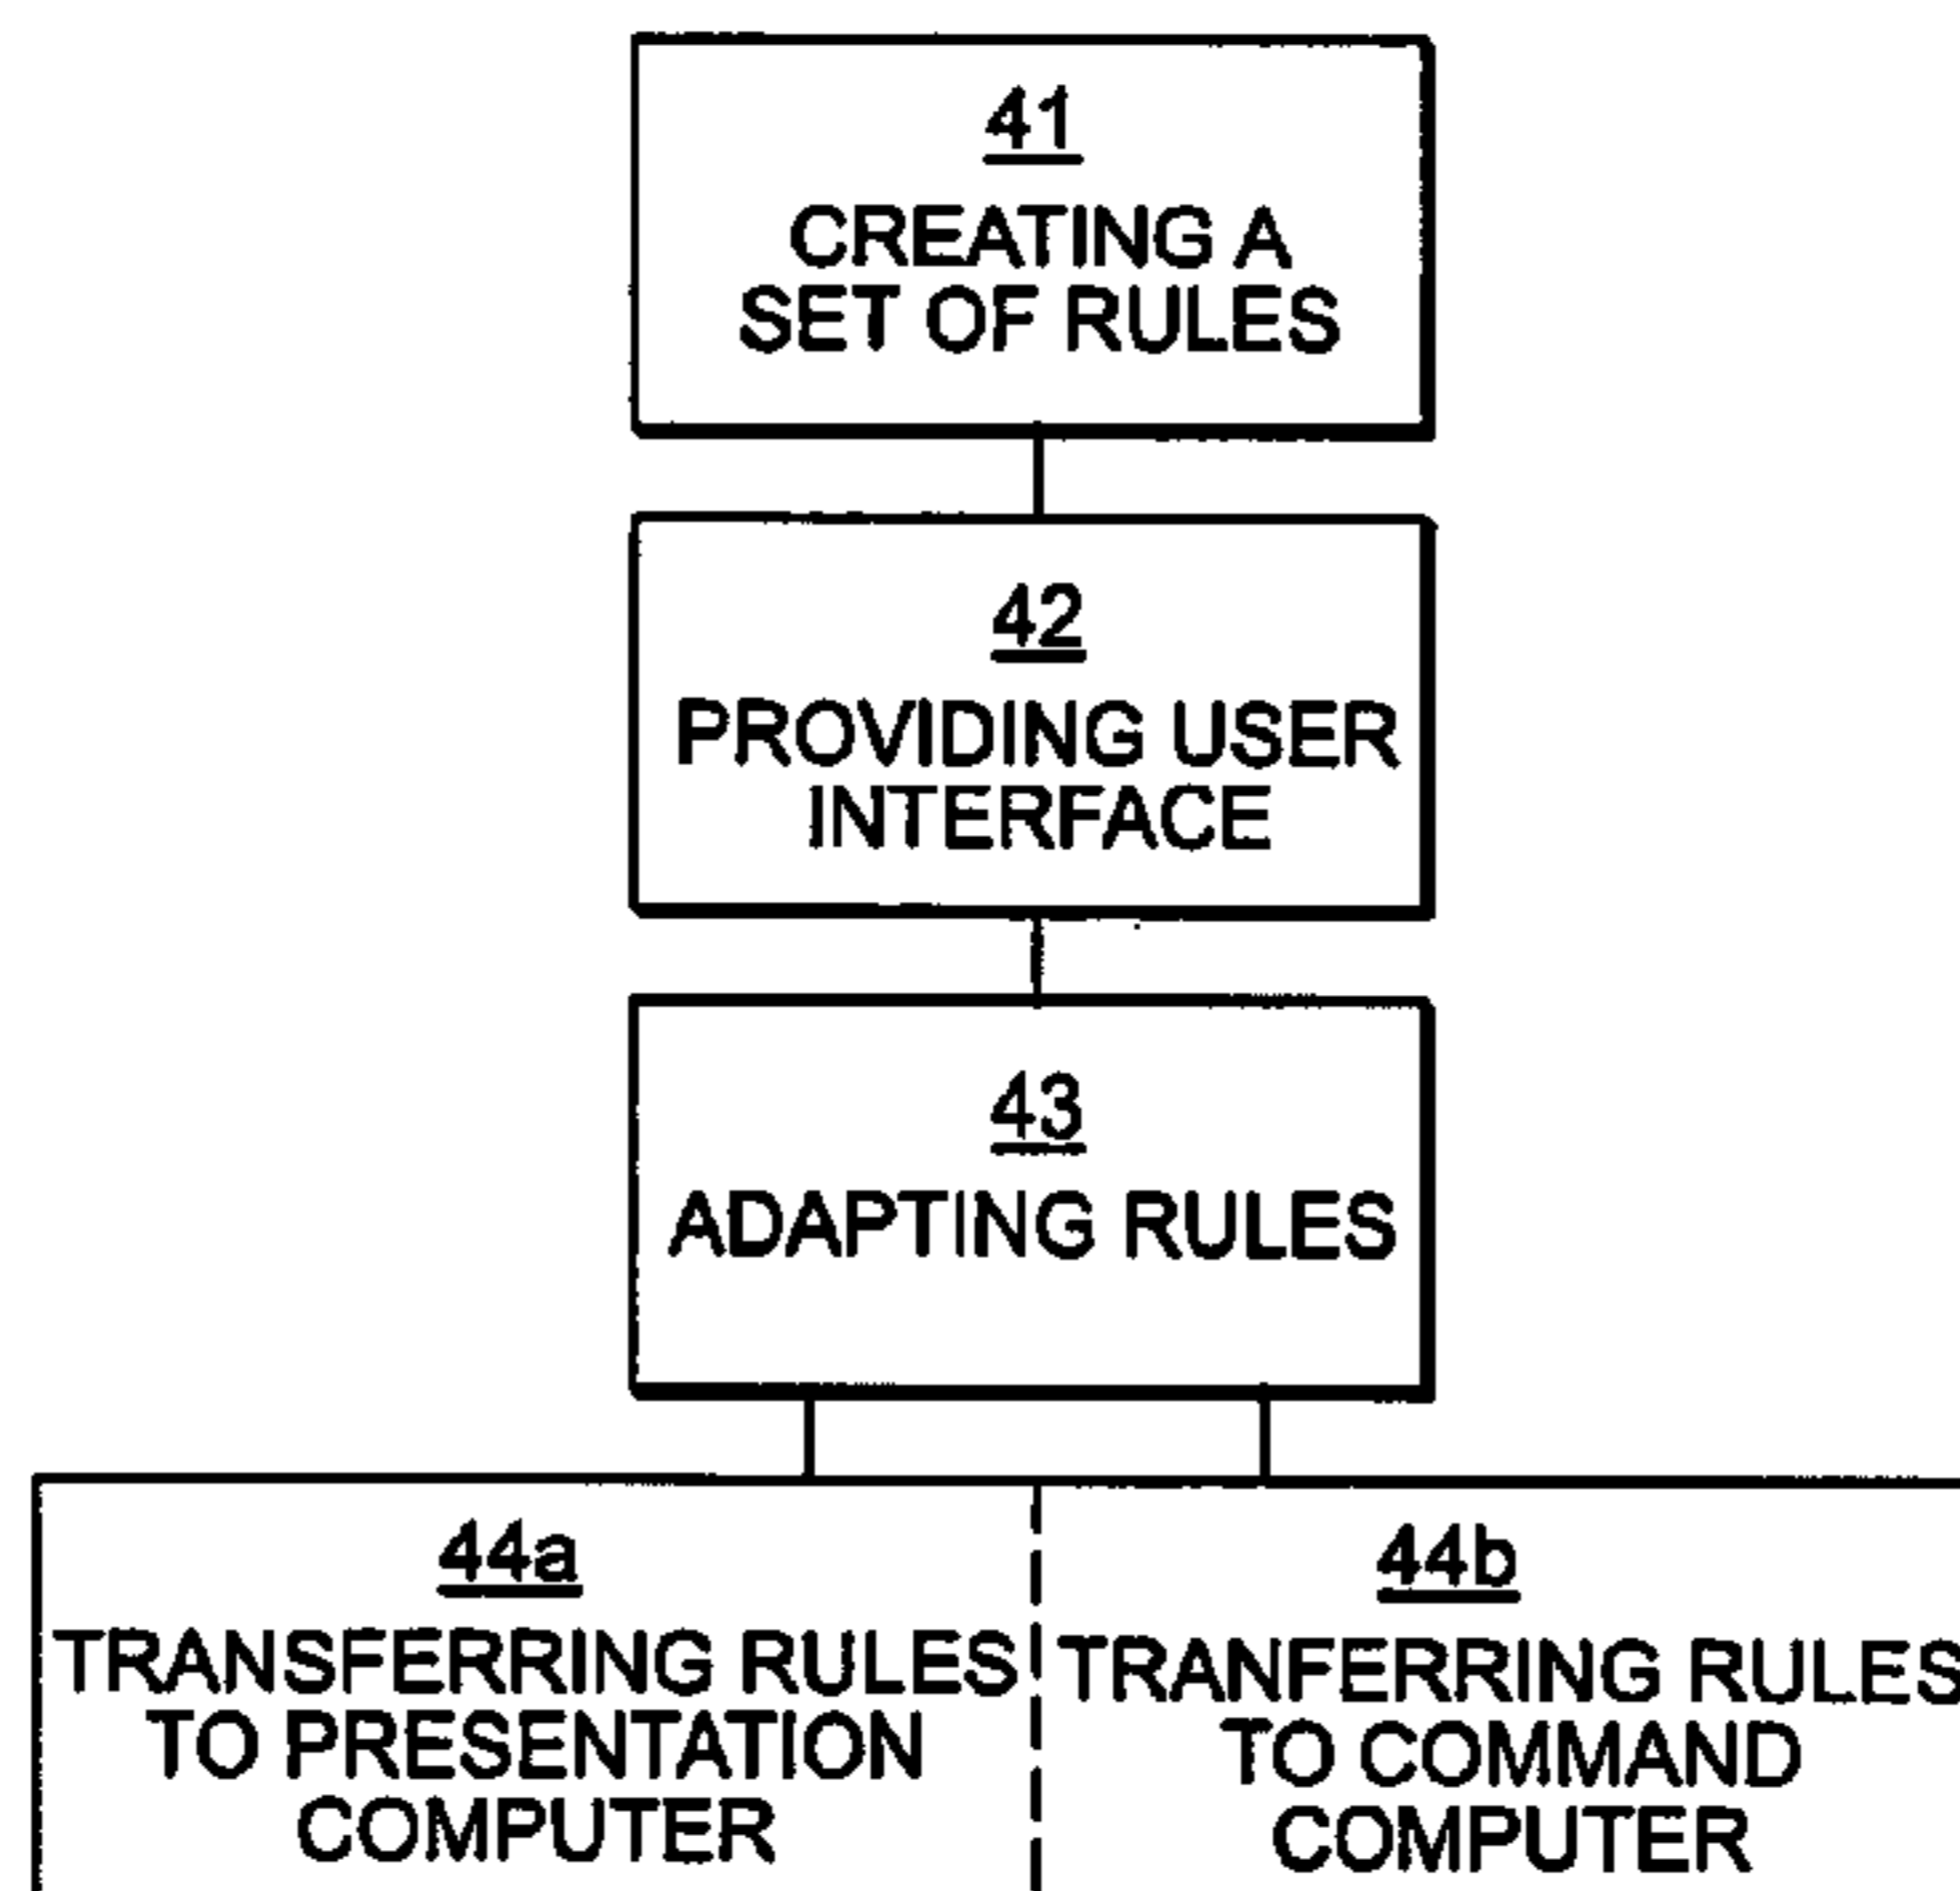 41
CREATING A
SET OF RULES
42
PROVIDING USER
INTERFACE
43
ADAPTING RULES
44a
TRANSFERRING RULES
TO PRESENTATION
COMPUTER
44b
TRANFERRING RULES
TO COMMAND
COMPUTER